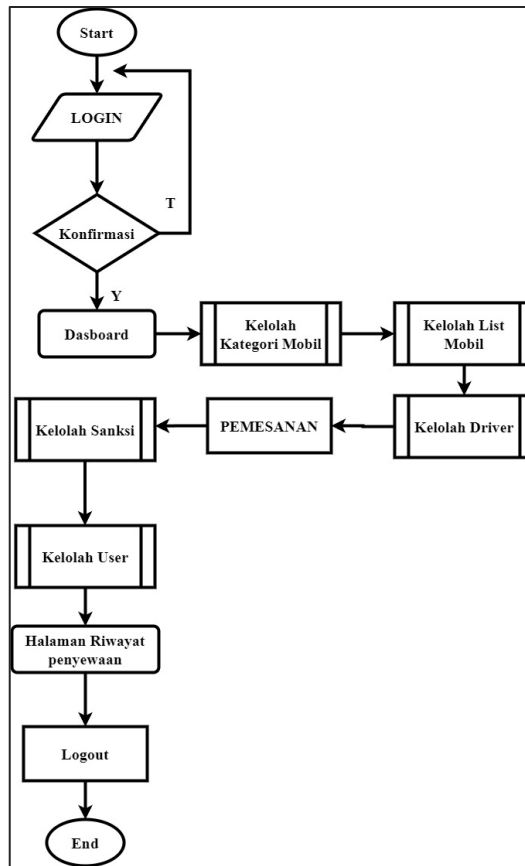 Start
LOGIN
T
Konfirmasi
Y
Dasboard
Kelolah
Kategori Mobil
Kelolah List
Mobil
Kelolah Driver
PEMESANAN
Kelolah Sanksi
Kelolah User
Halaman Riwayat
penyewaan
Logout
End